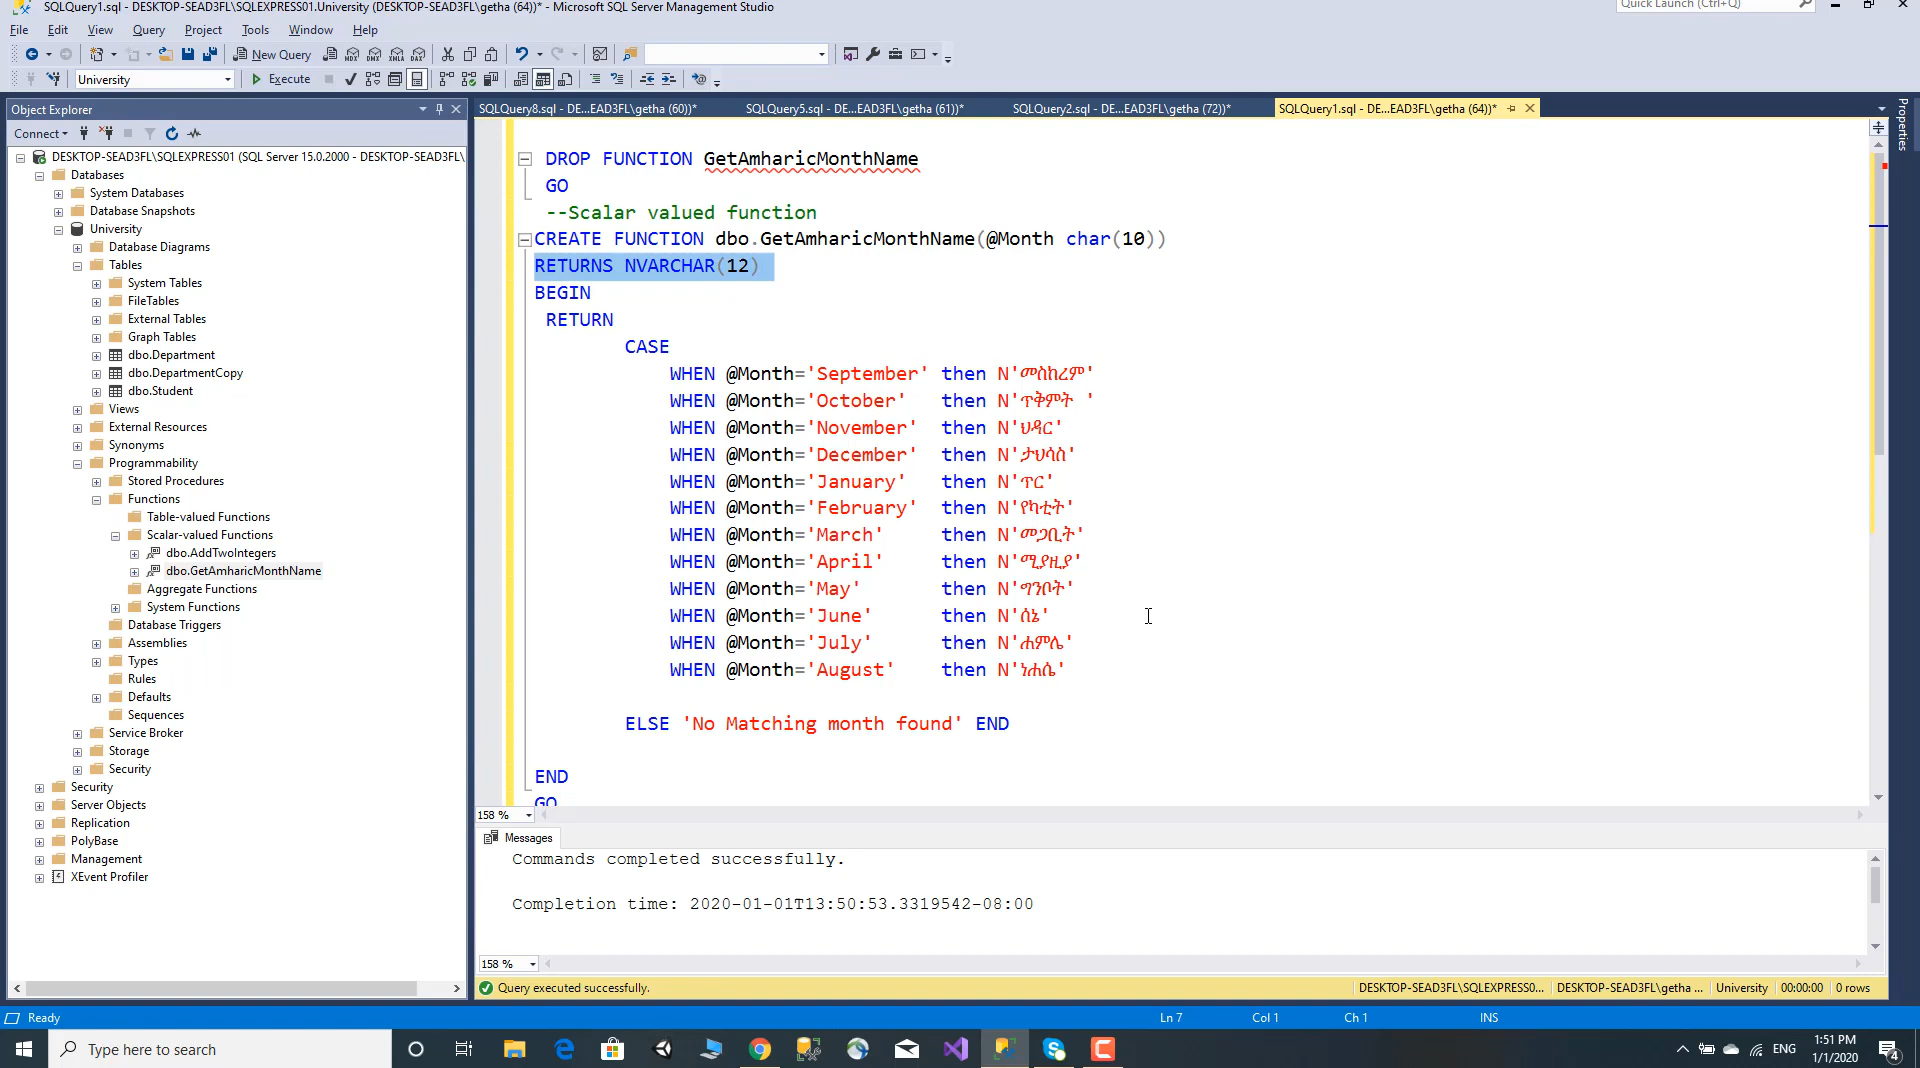 SQLQuery1.sql - DESKTOP-SEAD3FL\SQLEXPRESS01.University (DESKTOP-SEAD3FL\getha (64))* - Microsoft SQL Server Management Studio
Quick Launch (Ctrl+Q)
File Edit View Query Project Tools Window Help
New Query
University Execute
Object Explorer
Connect
DESKTOP-SEAD3FL\SQLEXPRESS01 (SQL Server 15.0.2000 - DESKTOP-SEAD3FL\
Databases
System Databases
Database Snapshots
University
Database Diagrams
Tables
System Tables
FileTables
External Tables
Graph Tables
dbo.Department
dbo.DepartmentCopy
dbo.Student
Views
External Resources
Synonyms
Programmability
Stored Procedures
Functions
Table-valued Functions
Scalar-valued Functions
dbo.AddTwoIntegers
dbo.GetAmharicMonthName
Aggregate Functions
System Functions
Database Triggers
Assemblies
Types
Rules
Defaults
Sequences
Service Broker
Storage
Security
Security
Server Objects
Replication
PolyBase
Management
XEvent Profiler
SQLQuery8.sql - DE...EAD3FL\getha (60))* SQLQuery5.sql - DE...EAD3FL\getha (61))* SQLQuery2.sql - DE...EAD3FL\getha (72))* SQLQuery1.sql - DE...EAD3FL\getha (64))*
Properties
DROP FUNCTION GetAmharicMonthName
GO
--Scalar valued function
CREATE FUNCTION dbo.GetAmharicMonthName(@Month char(10))
RETURNS NVARCHAR(12)
BEGIN
RETURN
CASE
WHEN @Month='September' then N'መስከረም'
WHEN @Month='October' then N'ጥቅምት '
WHEN @Month='November' then N'ህዳር'
WHEN @Month='December' then N'ታህሳስ'
WHEN @Month='January' then N'ጥር'
WHEN @Month='February' then N'የካቲት'
WHEN @Month='March' then N'መጋቢት'
WHEN @Month='April' then N'ሚያዚያ'
WHEN @Month='May' then N'ግንቦት'
WHEN @Month='June' then N'ሰኔ'
WHEN @Month='July' then N'ሐምሌ'
WHEN @Month='August' then N'ነሐሴ'
ELSE 'No Matching month found' END
END
GO
158 %
Messages
Commands completed successfully.
Completion time: 2020-01-01T13:50:53.3319542-08:00
158 %
Query executed successfully. DESKTOP-SEAD3FL\SQLEXPRESS0... DESKTOP-SEAD3FL\getha ... University 00:00:00 0 rows
Ready Ln 7 Col 1 Ch 1 INS
Type here to search
ENG
1:51 PM
1/1/2020
4